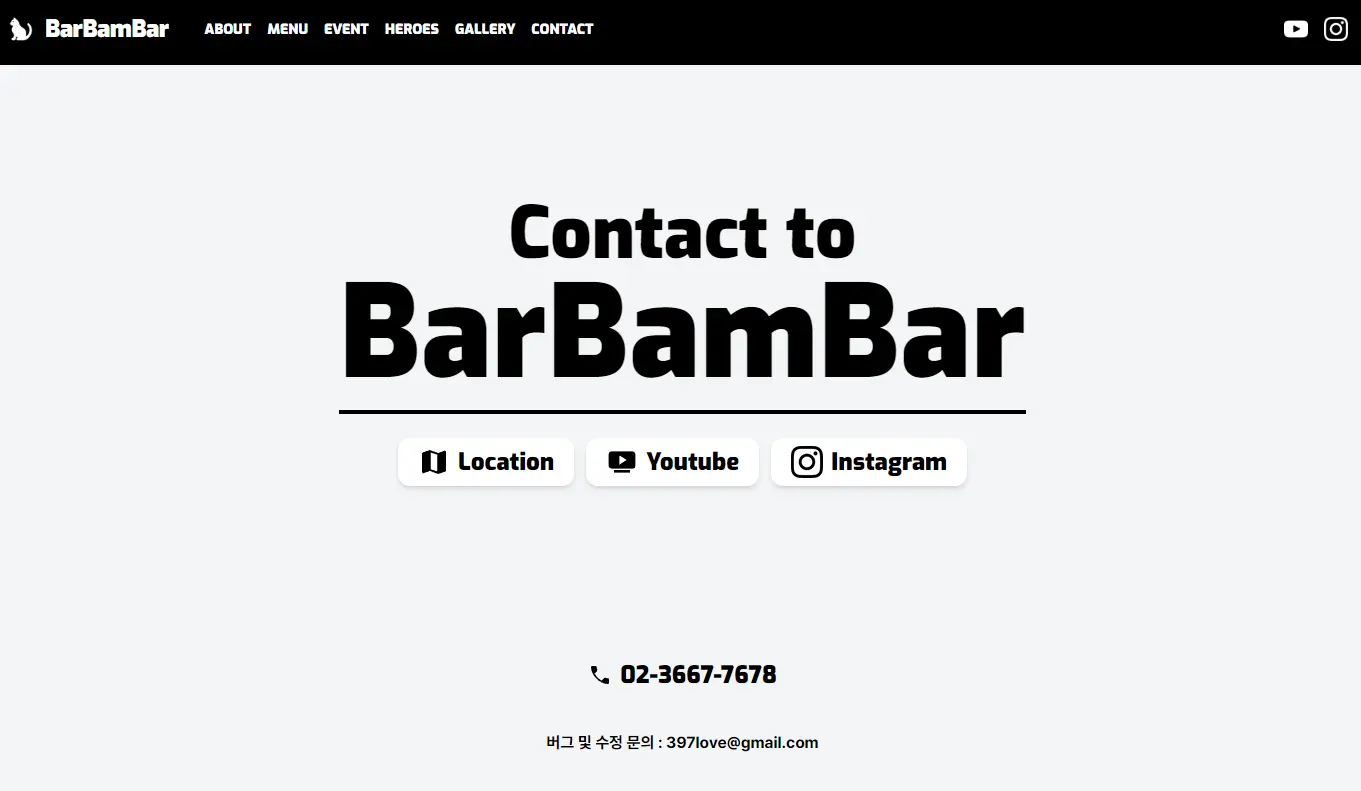 BarBamBar ABOUT MENU EVENT HEROES GALLERY CONTACT
Contact to
BarBamBar
Location Youtube Instagram
02-3667-7678
버그 및 수정 문의 : 397love@gmail.com